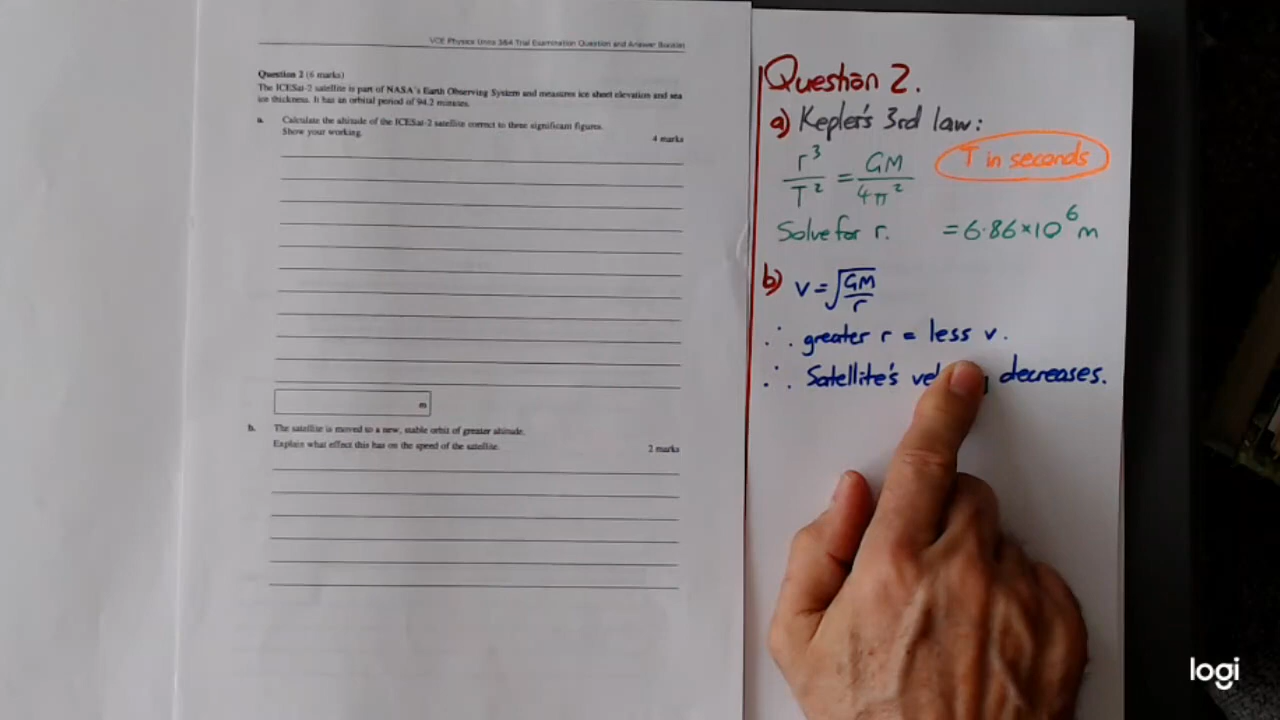 VCE Physics Units 3&4 Trial Examination Question and Answer Booklet
Question 2 (6 marks)
The ICESat-2 satellite is part of NASA's Earth Observing System and measures ice sheet elevation and sea
ice thickness. It has an orbital period of 94.2 minutes.
a. Calculate the altitude of the ICESat-2 satellite correct to three significant figures.
Show your working.
4 marks
m
b. The satellite is moved to a new, stable orbit of greater altitude.
Explain what effect this has on the speed of the satellite.
2 marks
Question 2.
a) Kepler's 3rd law:
r³/T² = GM/4π² T in seconds
Solve for r. = 6.86×10⁶ m
b) v = √(GM/r)
∴ greater r = less v.
∴ Satellite's decreases.
logi